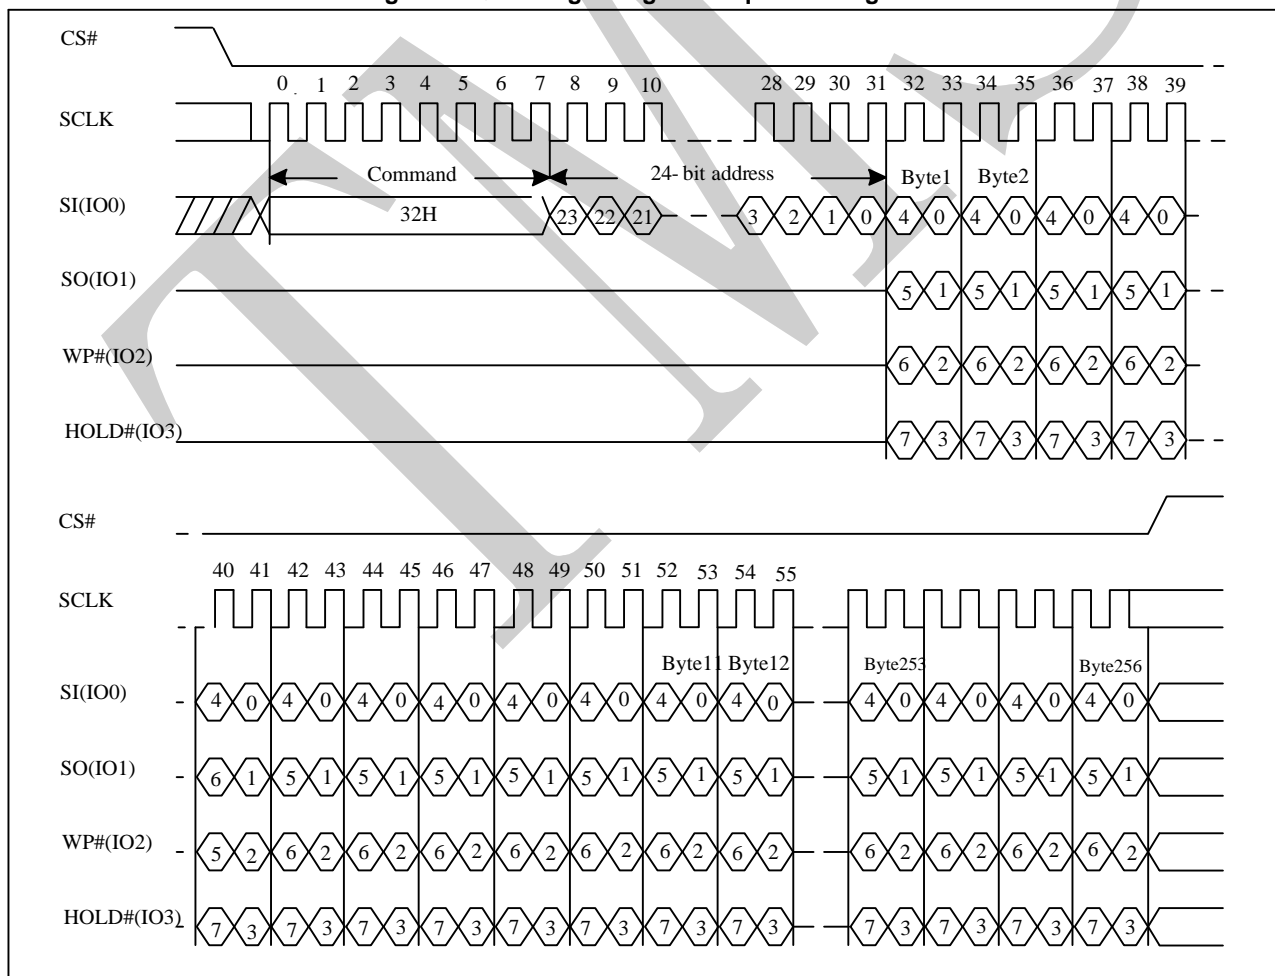 CS#
0 1 2 3 4 5 6 7 8 9 10 28 29 30 31 32 33 34 35 36 37 38 39
SCLK
Command 24- bit address Byte1 Byte2
SI(IO0) 32H 23 22 21 3 2 1 0 4 0 4 0 4 0 4 0
SO(IO1) 5 1 5 1 5 1 5 1
WP#(IO2) 6 2 6 2 6 2 6 2
HOLD#(IO3) 7 3 7 3 7 3 7 3
CS#
40 41 42 43 44 45 46 47 48 49 50 51 52 53 54 55
SCLK
Byte11 Byte12 Byte253 Byte256
SI(IO0) 4 0 4 0 4 0 4 0 4 0 4 0 4 0 4 0 4 0 4 0 4 0 4 0
SO(IO1) 6 1 5 1 5 1 5 1 5 1 5 1 5 1 5 1 5 1 5 1 5 1 5 1
WP#(IO2) 5 2 6 2 6 2 6 2 6 2 6 2 6 2 6 2 6 2 6 2 6 2 6 2
HOLD#(IO3) 7 3 7 3 7 3 7 3 7 3 7 3 7 3 7 3 7 3 7 3 7 3 7 3